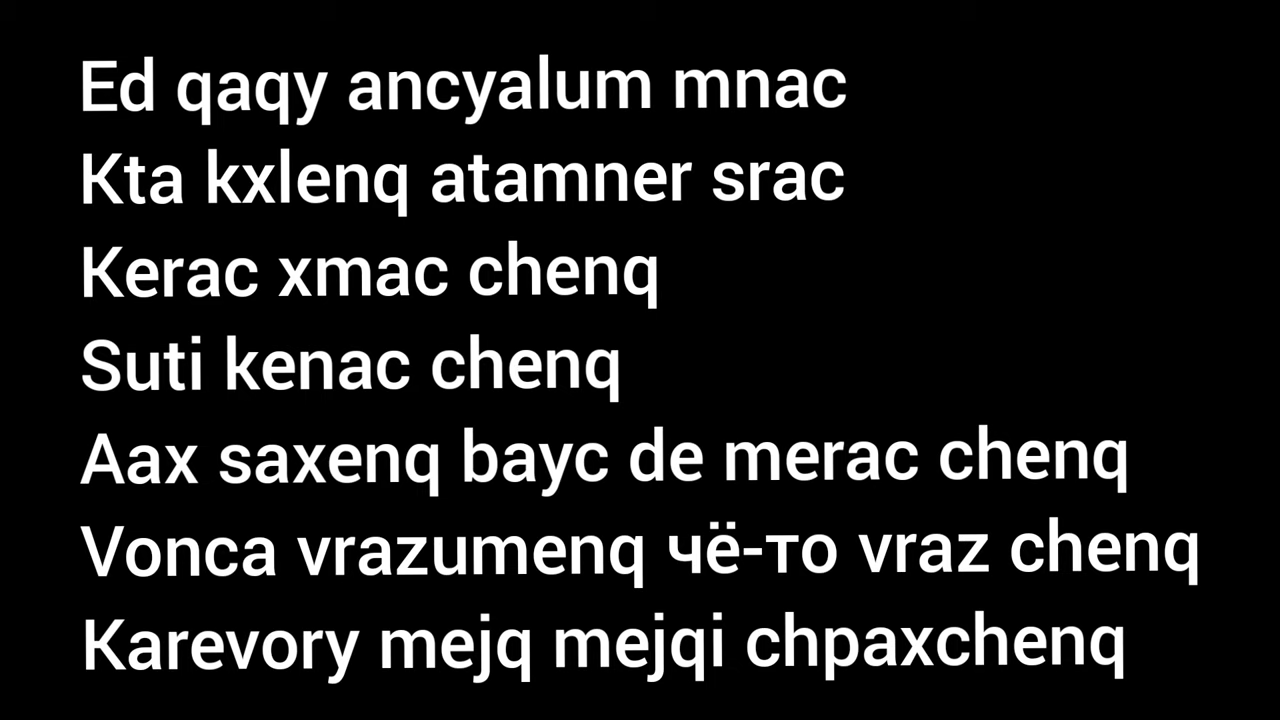 Ed qaqy ancyalum mnac
Kta kxlenq atamner srac
Kerac xmac chenq
Suti kenac chenq
Aax saxenq bayc de merac chenq
Vonca vrazumenq чё-то vraz chenq
Karevory mejq mejqi chpaxchenq